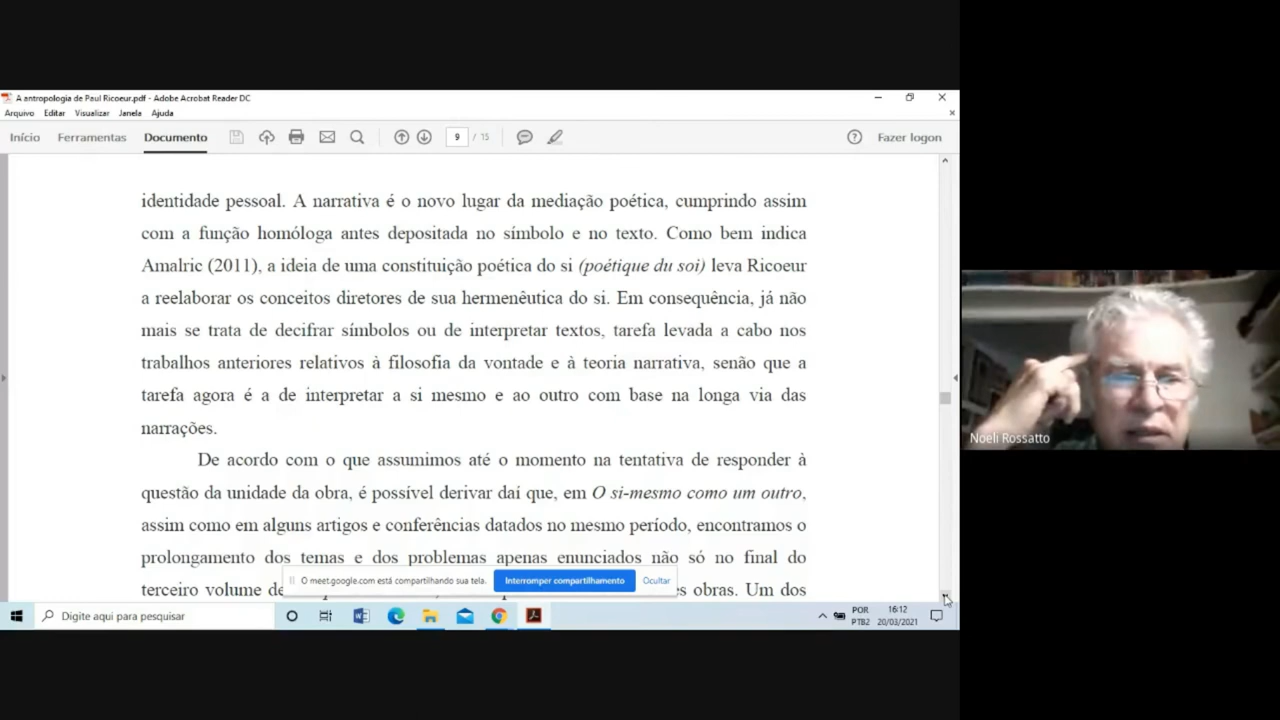 A antropologia de Paul Ricoeur.pdf - Adobe Acrobat Reader DC
Arquivo Editar Visualizar Janela Ajuda
Início Ferramentas Documento 9 / 15 Fazer logon
identidade pessoal. A narrativa é o novo lugar da mediação poética, cumprindo assim
com a função homóloga antes depositada no símbolo e no texto. Como bem indica
Amalric (2011), a ideia de uma constituição poética do si (poétique du soi) leva Ricoeur
a reelaborar os conceitos diretores de sua hermenêutica do si. Em consequência, já não
mais se trata de decifrar símbolos ou de interpretar textos, tarefa levada a cabo nos
trabalhos anteriores relativos à filosofia da vontade e à teoria narrativa, senão que a
tarefa agora é a de interpretar a si mesmo e ao outro com base na longa via das
narrações.
De acordo com o que assumimos até o momento na tentativa de responder à
questão da unidade da obra, é possível derivar daí que, em O si-mesmo como um outro,
assim como em alguns artigos e conferências datados no mesmo período, encontramos o
prolongamento dos temas e dos problemas apenas enunciados não só no final do
terceiro volume de obras. Um dos
O meet.google.com está compartilhando sua tela. Interromper compartilhamento Ocultar
Digite aqui para pesquisar
POR
PTB2
16:12
20/03/2021
Noeli Rossatto